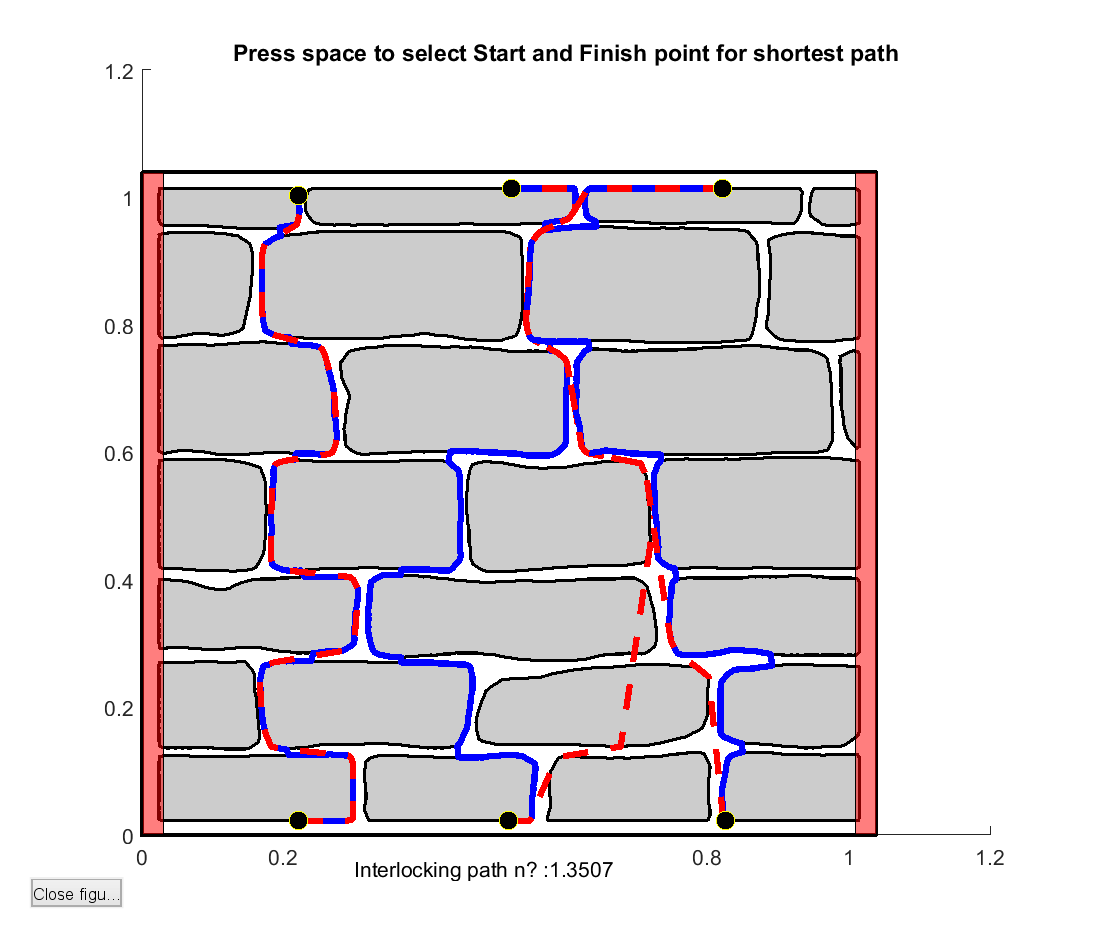 Press space to select Start and Finish point for shortest path
1.2
1
0.8
0.6
0.4
0.2
0
0 0.2 0.8 1 1.2
Interlocking path n? :1.3507
Close figu...